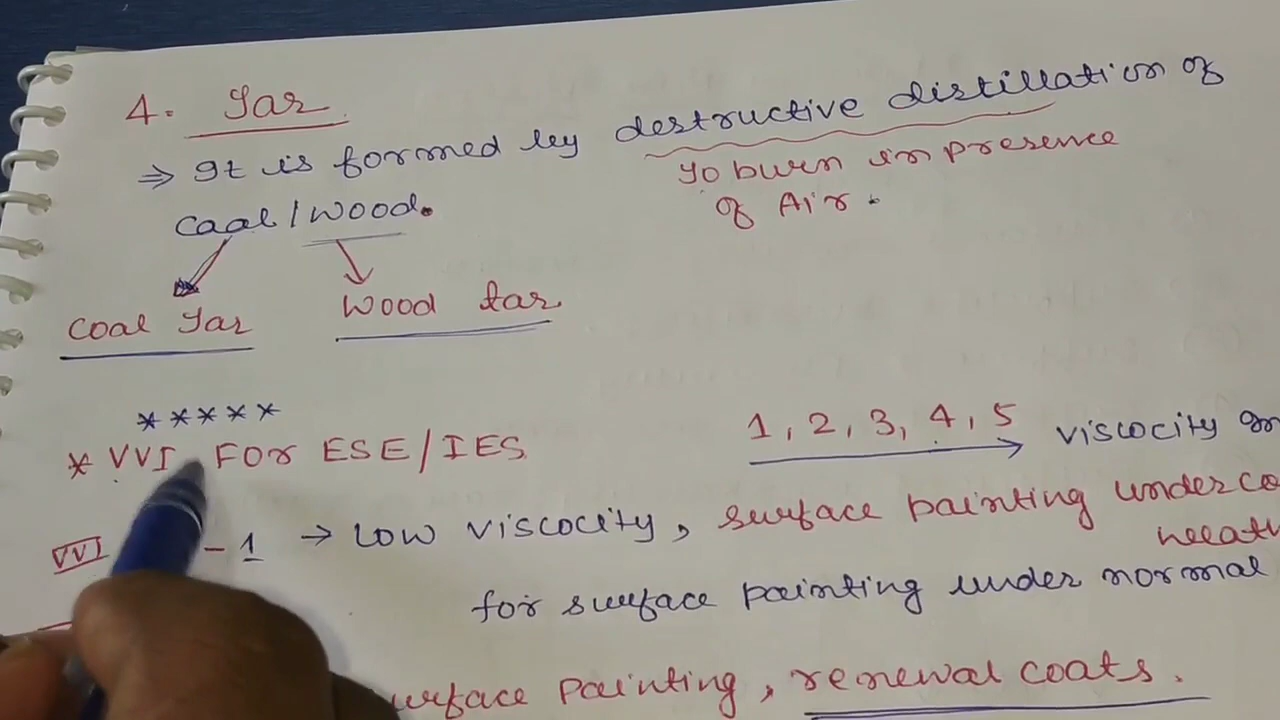 4. Tar
⇒ It is formed by destructive distillation of
To burn in presence
of Air.
Caal/Wood.
Coal Tar
Wood tar
*****
* VVI For ESE/IES
1, 2, 3, 4, 5
viscocity
VVI - 1 → Low viscocity, surface painting under
for surface painting under normal
urface painting, renewal coats.